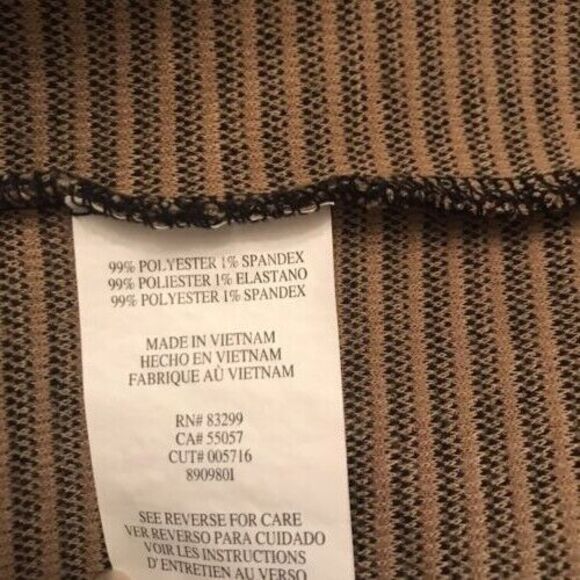 99% POLYESTER 1% SPANDEX
99% POLIESTER 1% ELASTANO
99% POLYESTER 1% SPANDEX
MADE IN VIETNAM
HECHO EN VIETNAM
FABRIQUE AÙ VIETNAM
RN# 83299
CA# 55057
CUT# 005716
890980I
SEE REVERSE FOR CARE
VER REVERSO PARA CUIDADO
VOIR LES INSTRUCTIONS
D' ENTRETIEN AU VERSO